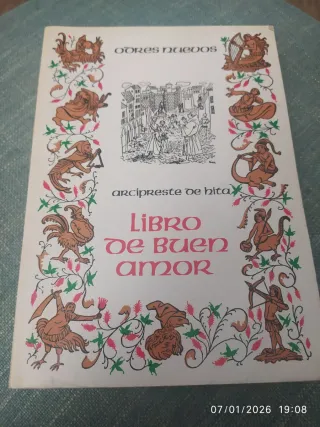 odres nuevos
arcipreste de hita
Libro
de buen
amor
07/01/2026 19:08